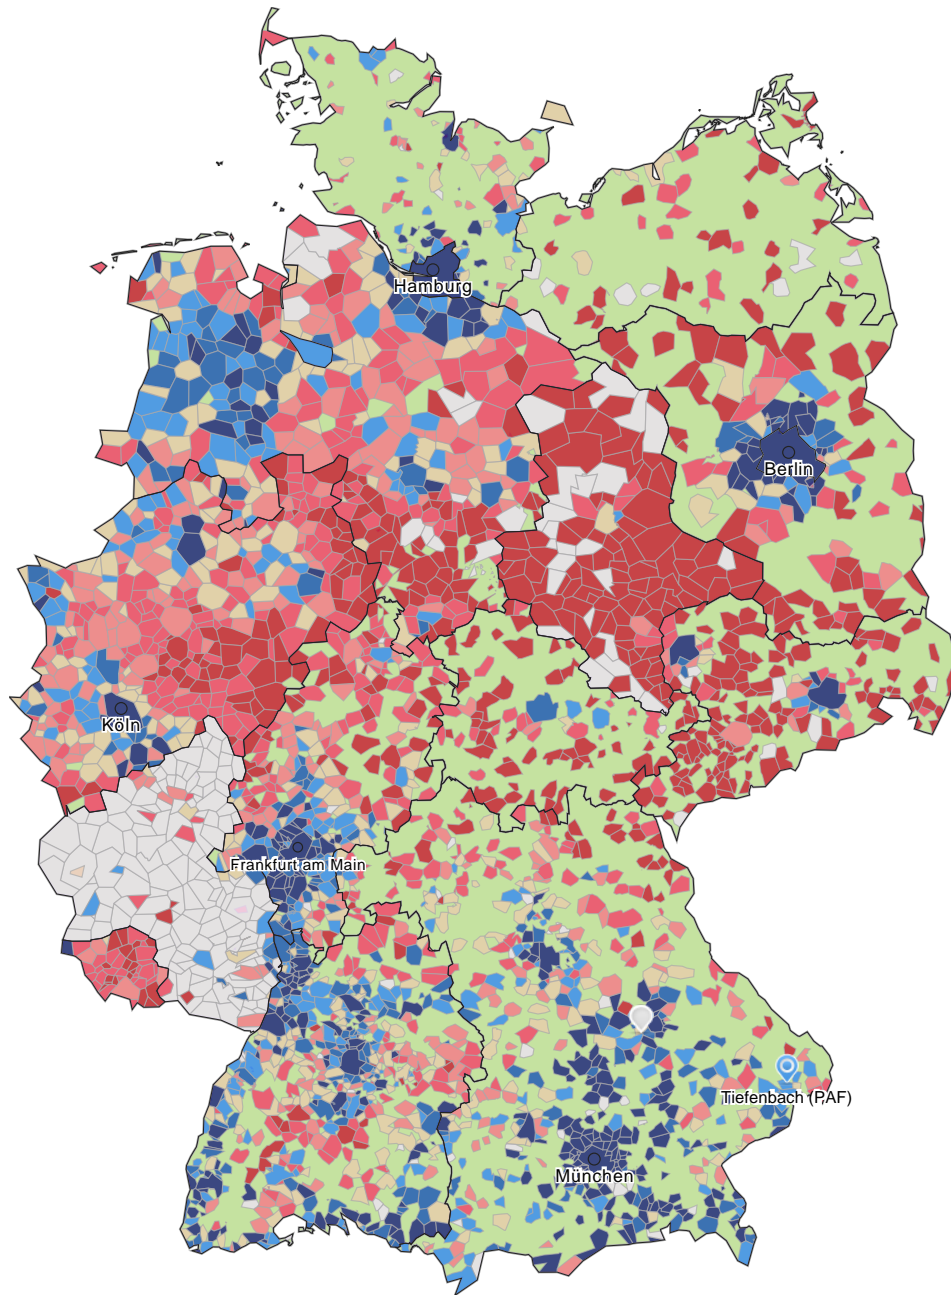 Hamburg
Berlin
Köln
Frankfurt am Main
Tiefenbach (PAF)
München